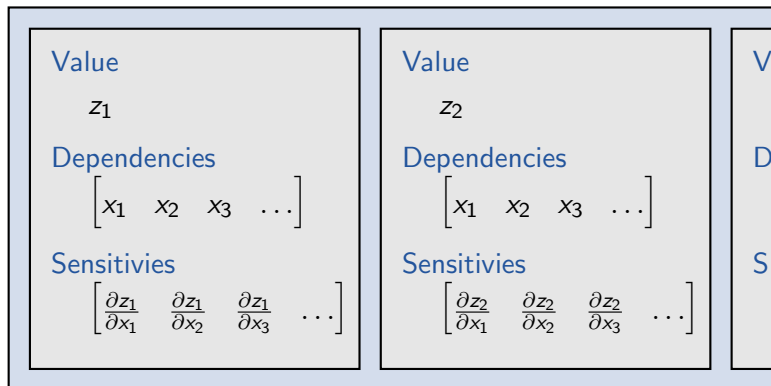 Value
z₁
Dependencies
[x₁ x₂ x₃ ...]
Sensitivies
[∂z₁/∂x₁ ∂z₁/∂x₂ ∂z₁/∂x₃ ...]
Value
z₂
Dependencies
[x₁ x₂ x₃ ...]
Sensitivies
[∂z₂/∂x₁ ∂z₂/∂x₂ ∂z₂/∂x₃ ...]
V
D
S